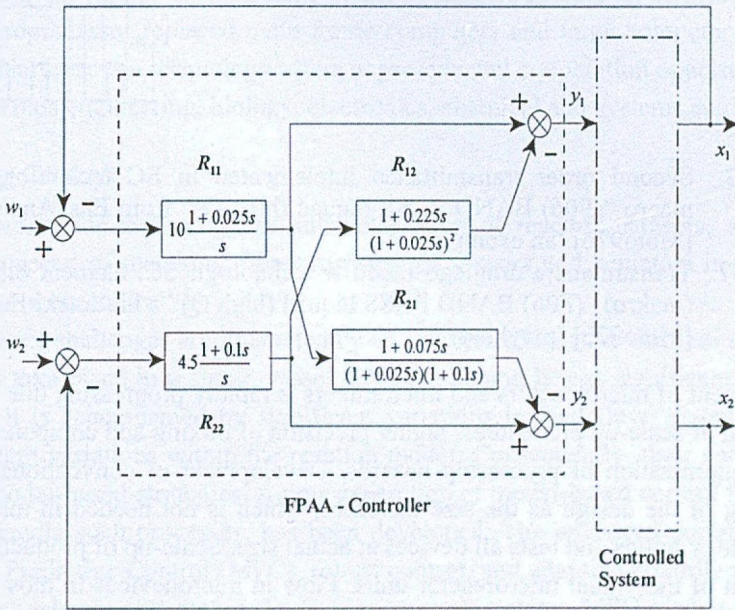 +
y₁
−
x₁
R₁₁
R₁₂
w₁
−
+
10 (1+0.025s)/s
(1+0.225s)/(1+0.025s)²
w₂
+
−
R₂₁
4.5 (1+0.1s)/s
(1+0.075s)/((1+0.025s)(1+0.1s))
R₂₂
−
y₂
+
x₂
FPAA - Controller
Controlled
System